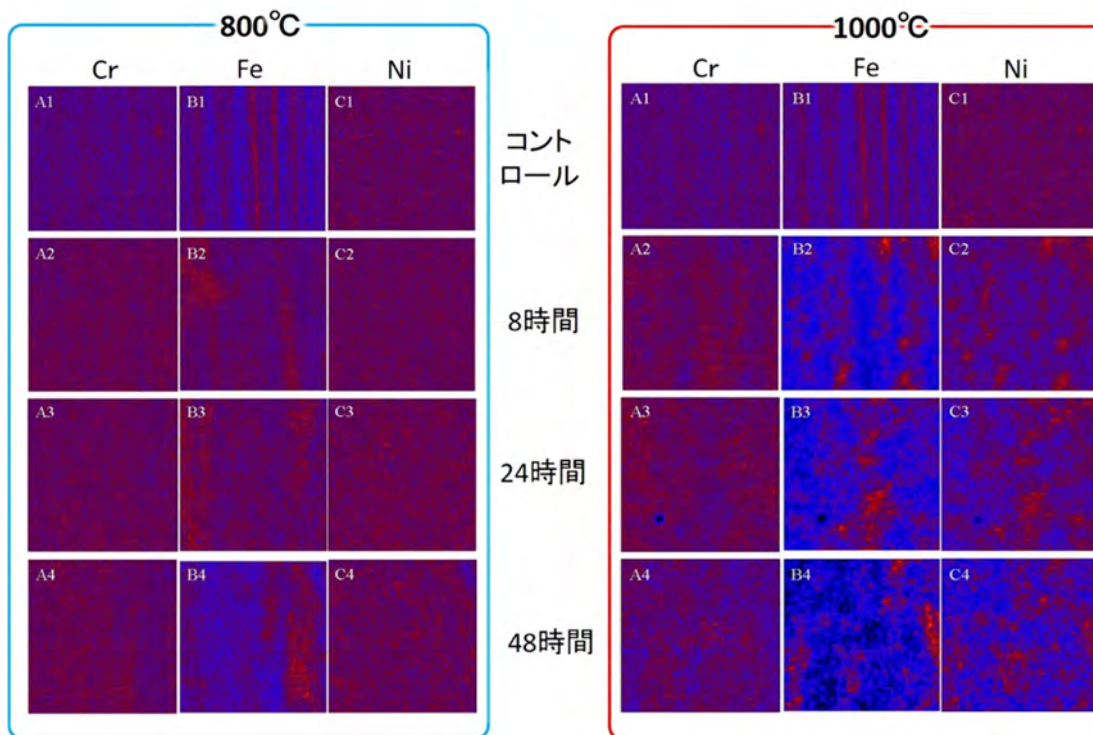 800℃
Cr Fe Ni
A1 B1 C1
A2 B2 C2
A3 B3 C3
A4 B4 C4
コント
ロール
8時間
24時間
48時間
1000℃
Cr Fe Ni
A1 B1 C1
A2 B2 C2
A3 B3 C3
A4 B4 C4